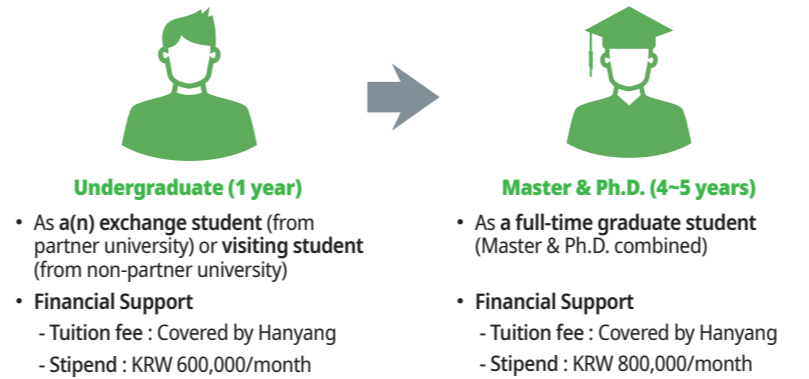 Undergraduate (1 year)
• As a(n) exchange student (from
partner university) or visiting student
(from non-partner university)
• Financial Support
- Tuition fee : Covered by Hanyang
- Stipend : KRW 600,000/month
Master & Ph.D. (4~5 years)
• As a full-time graduate student
(Master & Ph.D. combined)
• Financial Support
- Tuition fee : Covered by Hanyang
- Stipend : KRW 800,000/month